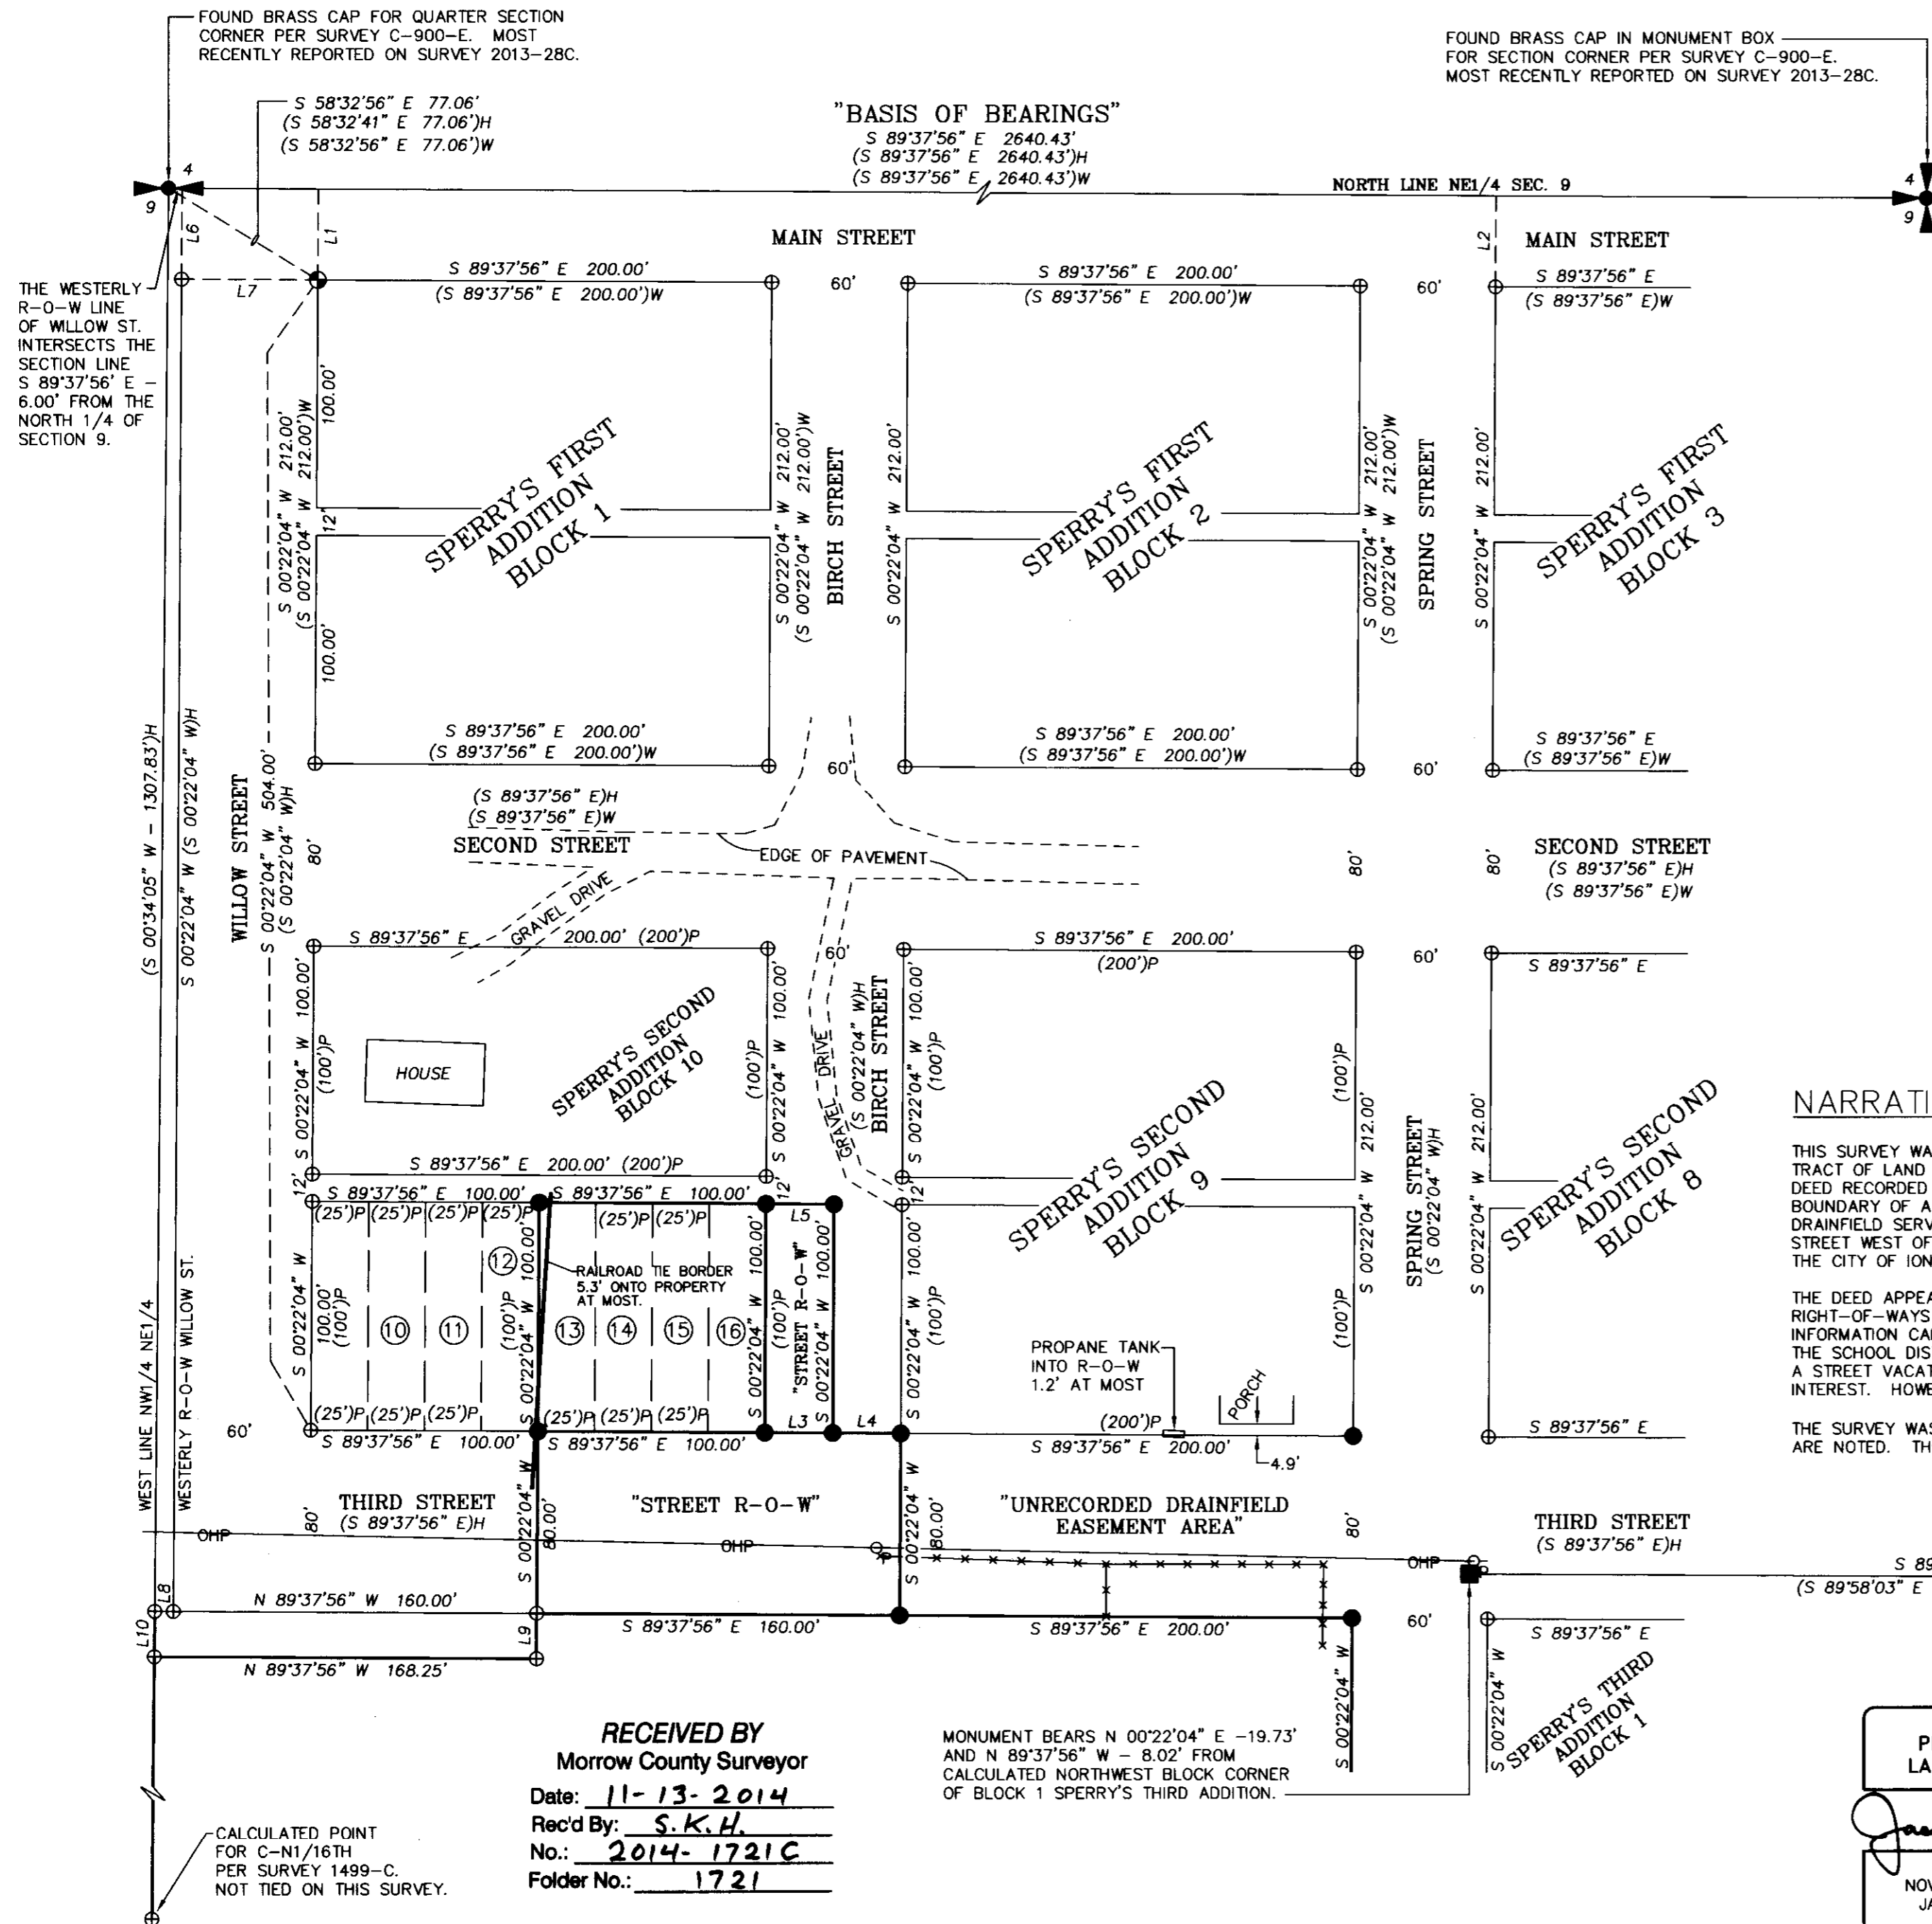 FOUND BRASS CAP FOR QUARTER SECTION
CORNER PER SURVEY C-900-E. MOST
RECENTLY REPORTED ON SURVEY 2013-28C.
FOUND BRASS CAP IN MONUMENT BOX
FOR SECTION CORNER PER SURVEY C-900-E.
MOST RECENTLY REPORTED ON SURVEY 2013-28C.
S 58°32'56" E 77.06'
(S 58°32'41" E 77.06')H
(S 58°32'56" E 77.06')W
"BASIS OF BEARINGS"
S 89°37'56" E 2640.43'
(S 89°37'56" E 2640.43')H
(S 89°37'56" E 2640.43')W
NORTH LINE NE1/4 SEC. 9
4
9
4
9
L6
L1
L2
L7
MAIN STREET
MAIN STREET
THE WESTERLY
R-O-W LINE
OF WILLOW ST.
INTERSECTS THE
SECTION LINE
S 89°37'56' E -
6.00' FROM THE
NORTH 1/4 OF
SECTION 9.
S 89°37'56" E 200.00'
(S 89°37'56" E 200.00')W
60'
S 89°37'56" E 200.00'
(S 89°37'56" E 200.00')W
60'
S 89°37'56" E
(S 89°37'56" E)W
100.00'
12'
100.00'
S 00°22'04" W 212.00'
(S 00°22'04" W 212.00')W
SPERRY'S FIRST
ADDITION
BLOCK 1
S 00°22'04" W 212.00'
(S 00°22'04" W 212.00')W
BIRCH STREET
S 00°22'04" W 212.00'
SPERRY'S FIRST
ADDITION
BLOCK 2
S 00°22'04" W 212.00'
(S 00°22'04" W 212.00')W
SPRING STREET
S 00°22'04" W 212.00'
SPERRY'S FIRST
ADDITION
BLOCK 3
S 89°37'56" E 200.00'
(S 89°37'56" E 200.00')W
60'
S 89°37'56" E 200.00'
(S 89°37'56" E 200.00')W
60'
S 89°37'56" E
(S 89°37'56" E)W
(S 00°34'05" W - 1307.83')H
S 00°22'04" W (S 00°22'04" W)H
WILLOW STREET
S 00°22'04" W 504.00'
(S 00°22'04" W)H
80'
(S 89°37'56" E)H
(S 89°37'56" E)W
SECOND STREET
EDGE OF PAVEMENT
GRAVEL DRIVE
80'
80'
SECOND STREET
(S 89°37'56" E)H
(S 89°37'56" E)W
S 89°37'56" E 200.00' (200')P
60'
S 89°37'56" E 200.00'
(200')P
60'
S 89°37'56" E
S 00°22'04" W 100.00'
(100')P
HOUSE
SPERRY'S SECOND
ADDITION
BLOCK 10
(100')P
S 00°22'04" W 100.00'
GRAVEL DRIVE
(S 00°22'04" W)H
BIRCH STREET
S 00°22'04" W 100.00'
(100')P
SPERRY'S SECOND
ADDITION
BLOCK 9
(100')P
S 00°22'04" W 212.00'
(100')P
SPRING STREET
(S 00°22'04" W)H
S 00°22'04" W 212.00'
SPERRY'S SECOND
ADDITION
BLOCK 8
S 89°37'56" E 200.00' (200')P
12'
12'
12'
S 89°37'56" E 100.00'
S 89°37'56" E 100.00'
(25')P (25')P (25')P (25')P
(25')P (25')P
L5
S 00°22'04" W
100.00'
(100')P
10
11
12
(100')P
S 00°22'04" W 100.00'
RAILROAD TIE BORDER
5.3' ONTO PROPERTY
AT MOST.
13
14
15
16
S 00°22'04" W 100.00'
(100')P
"STREET R-O-W"
S 00°22'04" W 100.00'
S 00°22'04" W 100.00'
(100')P
PROPANE TANK
INTO R-O-W
1.2' AT MOST
PORCH
4.9'
60'
(25')P (25')P (25')P
(25')P (25')P (25')P
S 89°37'56" E 100.00'
S 89°37'56" E 100.00'
L3
L4
(200')P
S 89°37'56" E 200.00'
S 89°37'56" E
NARRATI
THIS SURVEY WA
TRACT OF LAND
DEED RECORDED
BOUNDARY OF A
DRAINFIELD SERV
STREET WEST OF
THE CITY OF ION
THE DEED APPEA
RIGHT-OF-WAYS
INFORMATION CA
THE SCHOOL DIS
A STREET VACAT
INTEREST. HOWE
THE SURVEY WAS
ARE NOTED. TH
WEST LINE NW1/4 NE1/4
WESTERLY R-O-W WILLOW ST.
THIRD STREET
(S 89°37'56" E)H
80'
S 00°22'04" W
80.00'
"STREET R-O-W"
S 00°22'04" W
80.00'
"UNRECORDED DRAINFIELD
EASEMENT AREA"
80'
THIRD STREET
(S 89°37'56" E)H
OHP
OHP
OHP
S 89
(S 89°58'03" E
L8
N 89°37'56" W 160.00'
S 89°37'56" E 160.00'
S 89°37'56" E 200.00'
60'
S 89°37'56" E
L10
L9
N 89°37'56" W 168.25'
S 00°22'04" W
S 00°22'04" W
SPERRY'S THIRD
ADDITION
BLOCK 1
RECEIVED BY
Morrow County Surveyor
Date: 11-13-2014
Rec'd By: S.K.H.
No.: 2014-1721C
Folder No.: 1721
MONUMENT BEARS N 00°22'04" E -19.73'
AND N 89°37'56" W - 8.02' FROM
CALCULATED NORTHWEST BLOCK CORNER
OF BLOCK 1 SPERRY'S THIRD ADDITION.
CALCULATED POINT
FOR C-N1/16TH
PER SURVEY 1499-C.
NOT TIED ON THIS SURVEY.
P
LA
NOV
JA